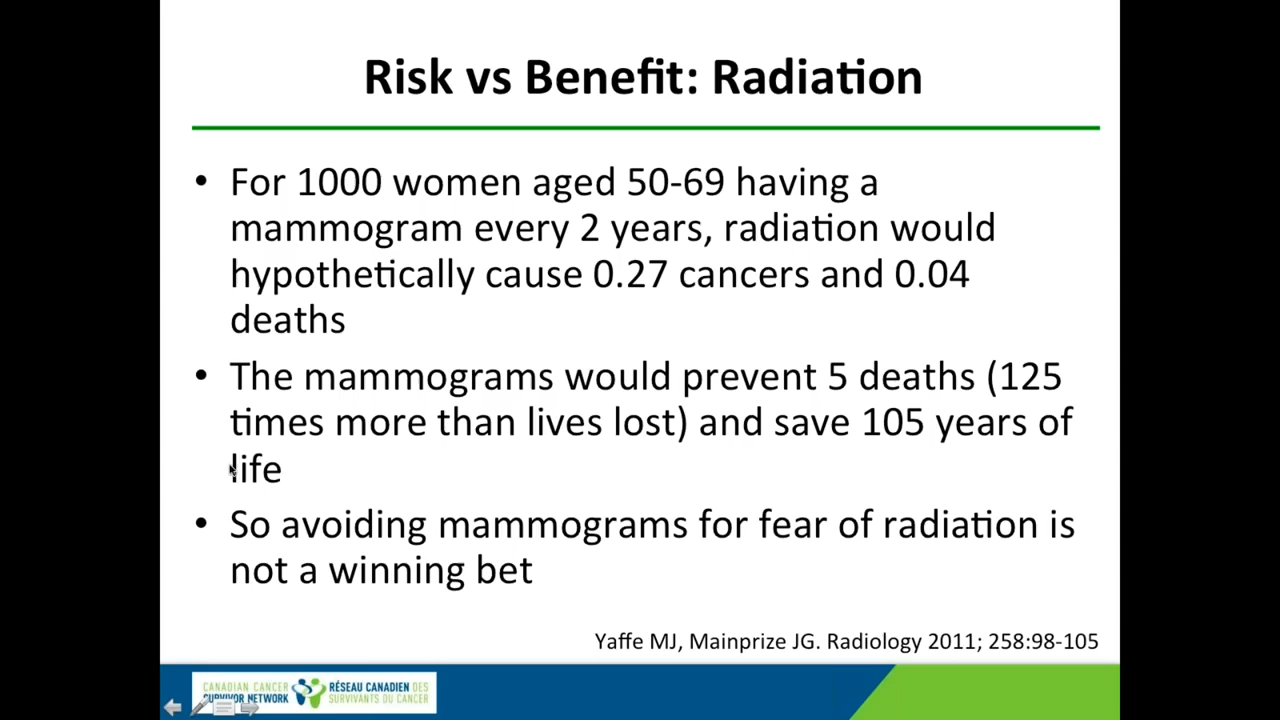 Risk vs Benefit: Radiation
• For 1000 women aged 50-69 having a
mammogram every 2 years, radiation would
hypothetically cause 0.27 cancers and 0.04
deaths
• The mammograms would prevent 5 deaths (125
times more than lives lost) and save 105 years of
life
• So avoiding mammograms for fear of radiation is
not a winning bet
Yaffe MJ, Mainprize JG. Radiology 2011; 258:98-105
CANADIAN CANCER
SURVIVOR NETWORK
RÉSEAU CANADIEN DES
SURVIVANTS DU CANCER